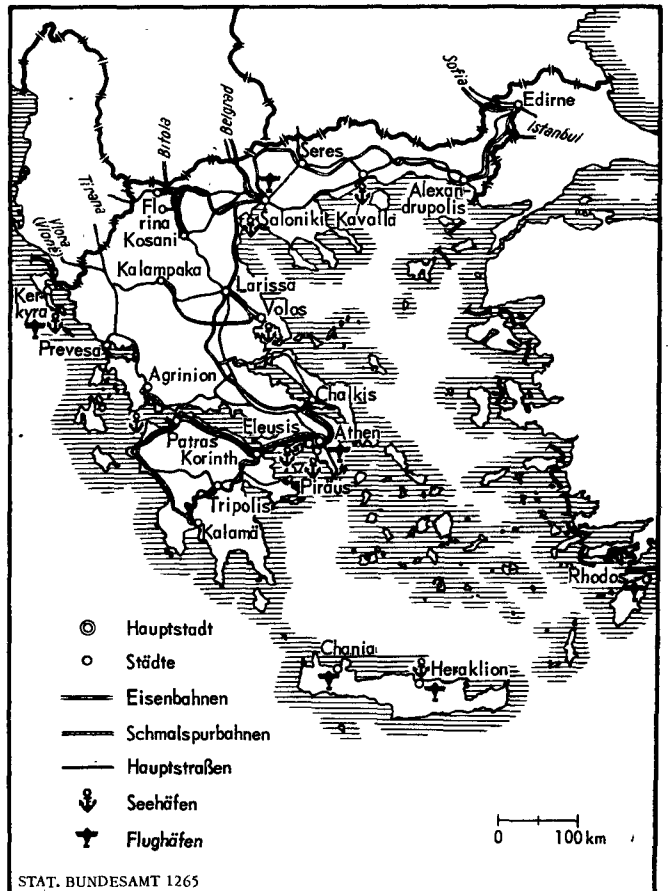 Sofia
Edirne
Istanbul
Belgrad
Bitola
Seres
Tirana
Alexan-
drupolis
Flo-
rina
Saloniki
Kavalla
Kosani
Vlora
(Vlonë)
Kalampaka
Larissa
Ker-
kyra
Volos
Prevesa
Agrinion
Chalkis
Eleusis
Athen
Patras
Korinth
Piräus
Tripolis
Kalamä
Rhodos
Chania
Heraklion
Hauptstadt
Städte
Eisenbahnen
Schmalspurbahnen
Hauptstraßen
Seehäfen
Flughäfen
0 100 km
STAT. BUNDESAMT 1265